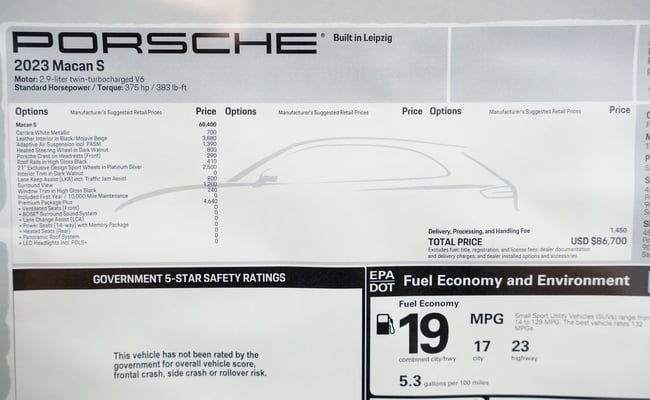 PORSCHE® Built in Leipzig
2023 Macan S
Motor: 2.9-liter twin-turbocharged V6
Standard Horsepower / Torque: 375 hp / 383 lb-ft
Options Manufacturer's Suggested Retail Prices Price Options Manufacturer's Suggested Retail Prices Price Options Manufacturer's Suggested Retail Prices Price
Macan S 68,400
Carrara White Metallic 700
Leather Interior in Black/Mojave Beige 3,880
Adaptive Air Suspension incl. PASM 1,390
Heated Steering Wheel in Dark Walnut 800
Porsche Crest on Headrests (Front) 290
Roof Rails in High Gloss Black 410
21" Exclusive Design Sport Wheels in Platinum Silver 2,500
Interior Trim in Dark Walnut 0
Lane Keep Assist (LKA) incl. Traffic Jam Assist 800
Surround View 1,200
Window Trim in High Gloss Black 240
Included First Year / 10,000 Mile Maintenance 0
Premium Package Plus 4,640
• Ventilated Seats (Front) 0
• BOSE® Surround Sound System 0
• Lane Change Assist (LCA) 0
• Power Seats (14-way) with Memory Package 0
• Heated Seats (Rear) 0
• Panoramic Roof System 0
• LED Headlights incl. PDLS+ 0
Delivery, Processing, and Handling Fee 1,450
TOTAL PRICE USD $86,700
Excludes fuel, title, registration, and license fees, dealer documentation
and delivery charges; and dealer installed options and accessories.
GOVERNMENT 5-STAR SAFETY RATINGS
This vehicle has not been rated by the
government for overall vehicle score,
frontal crash, side crash or rollover risk.
EPA
DOT
Fuel Economy and Environment
Fuel Economy
19 MPG
combined city/hwy
17
city
23
highway
Small Sport Utility Vehicles (SUVs) range from
14 to 129 MPG. The best vehicle rates 132
MPGe.
5.3 gallons per 100 miles